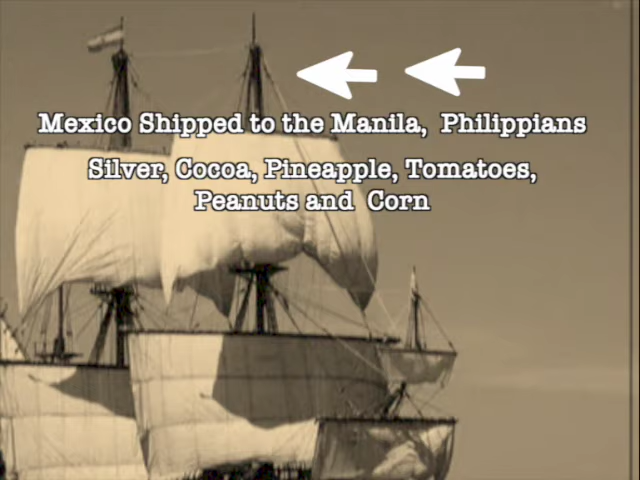 Mexico Shipped to the Manila, Philippians
Silver, Cocoa, Pineapple, Tomatoes,
Peanuts and Corn